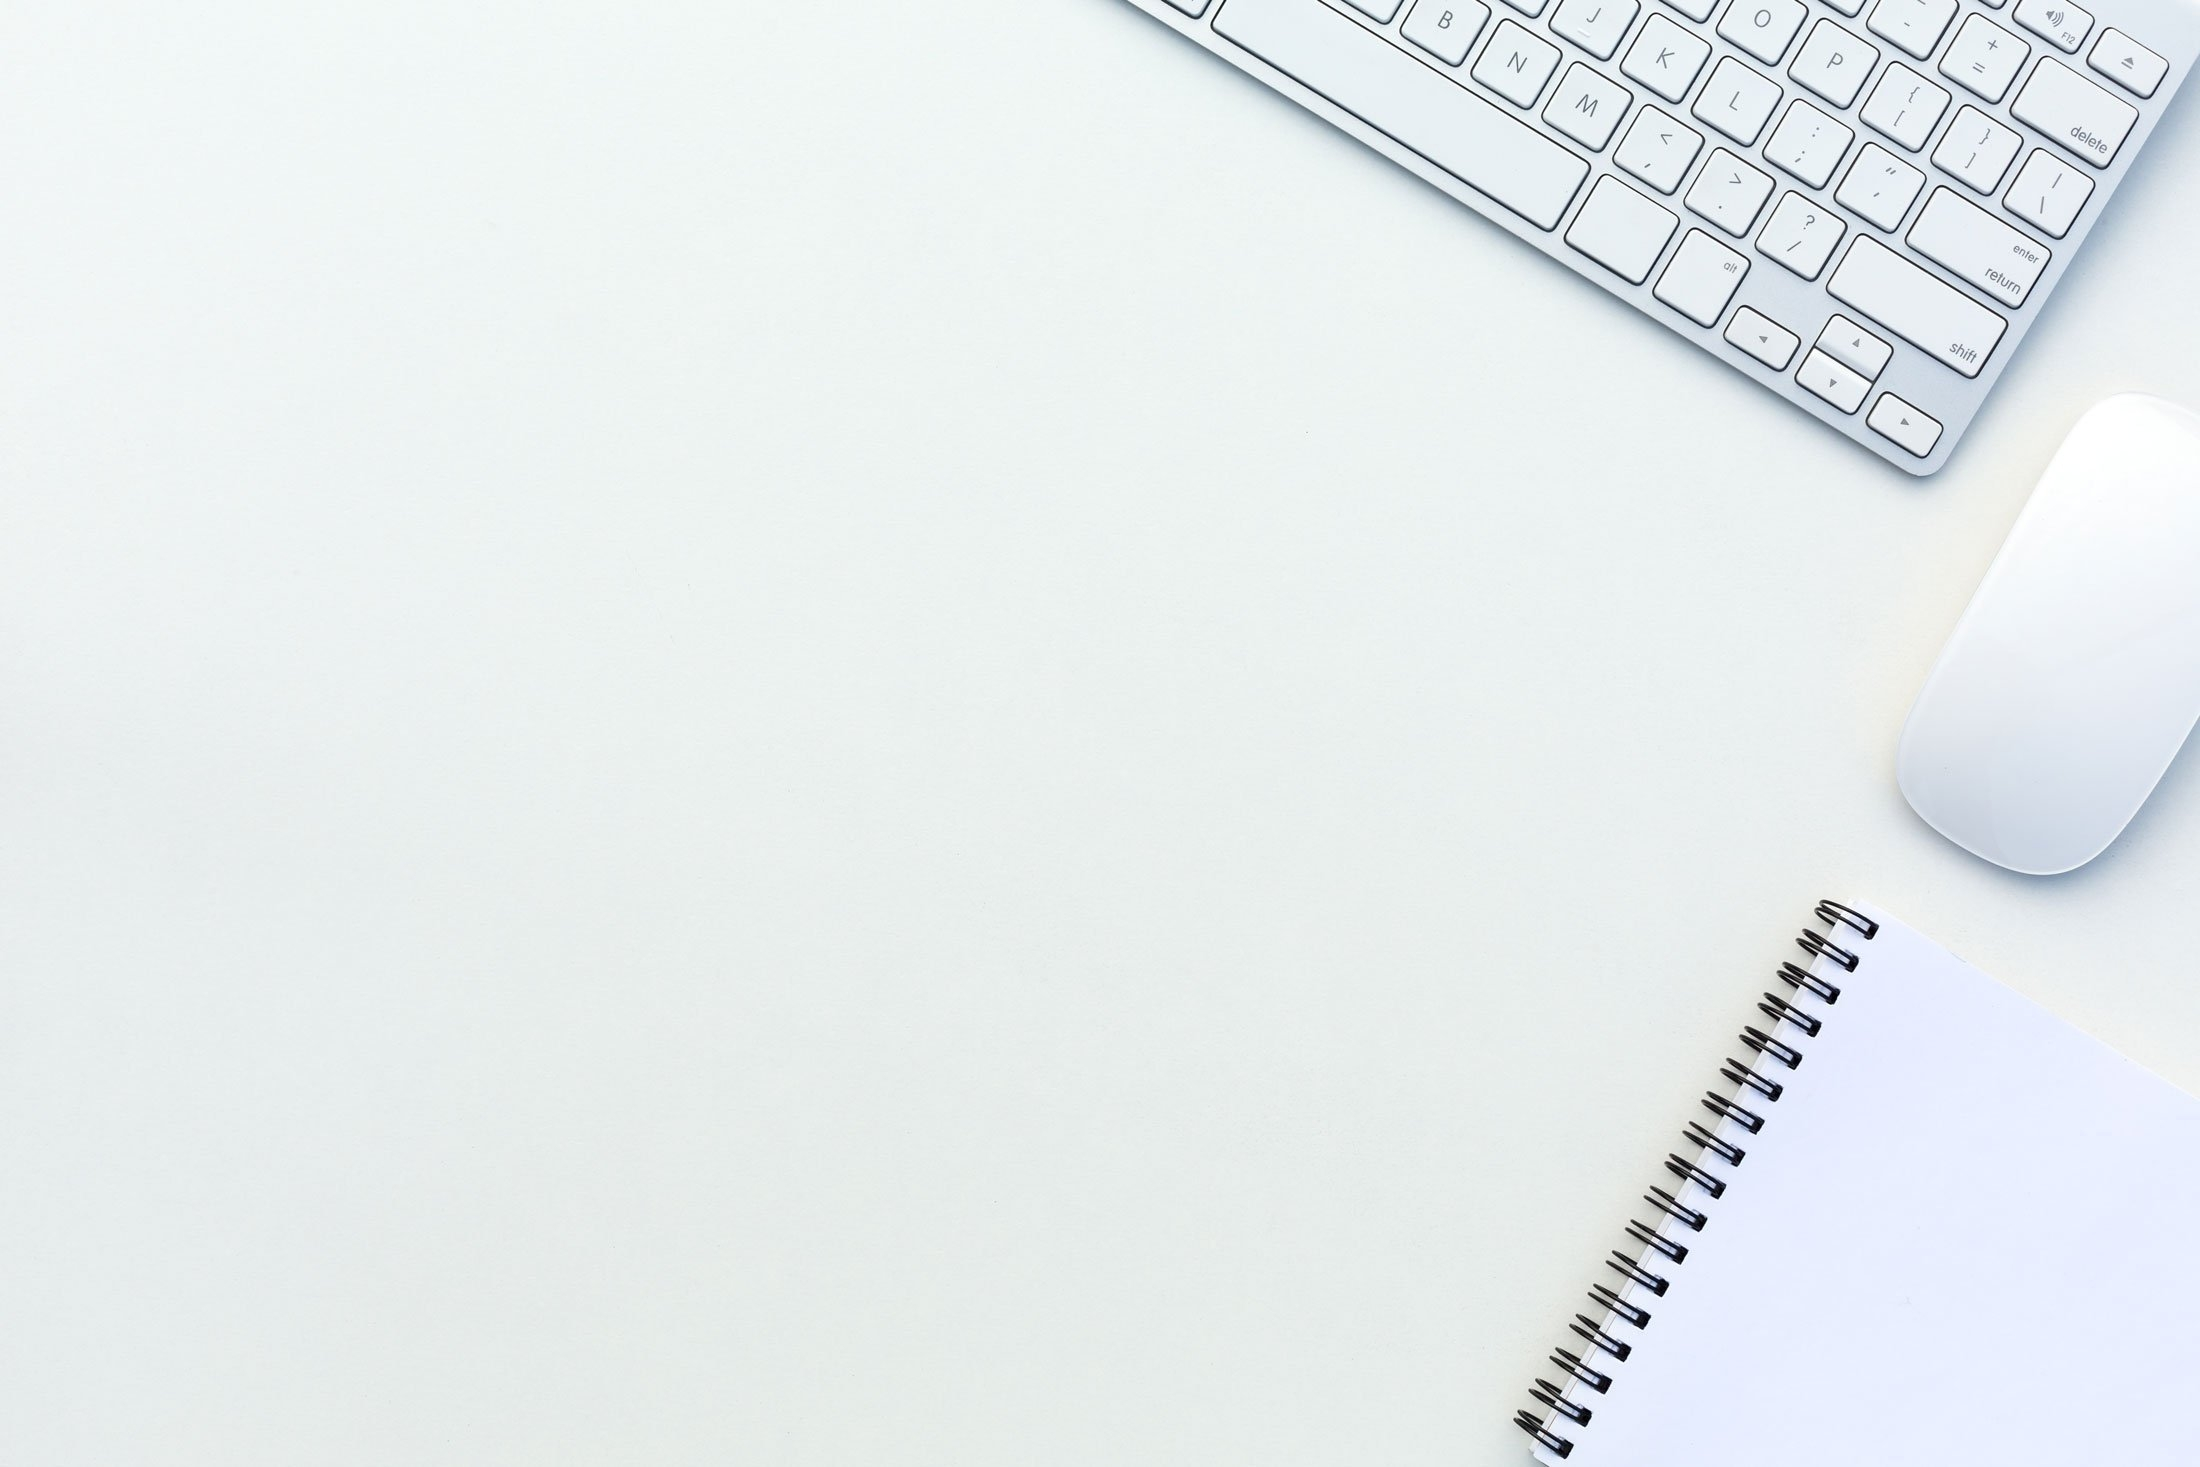 B
J
O
-
F12
N
K
P
+
=
M
L
{
[
delete
<
,
:
;
}
]
|
\
>
.
"
'
enter
return
?
/
alt
shift